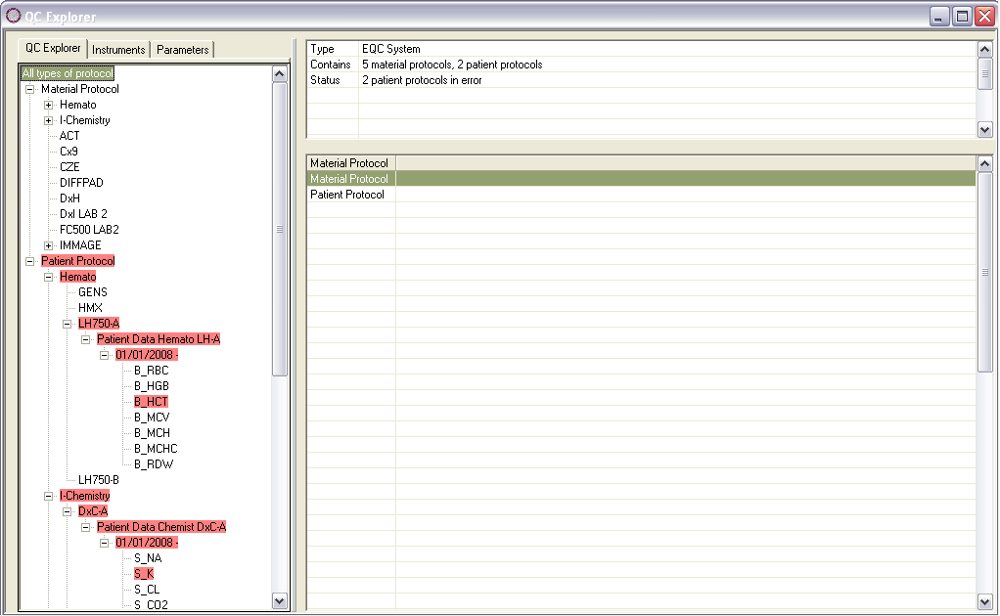 QC Explorer
QC Explorer Instruments Parameters
All types of protocol
Material Protocol
Hemato
I-Chemistry
ACT
Cx9
CZE
DIFFPAD
DxH
DxI LAB 2
FC500 LAB2
IMMAGE
Patient Protocol
Hemato
GENS
HMX
LH750-A
Patient Data Hemato LH-A
01/01/2008 -
B_RBC
B_HGB
B_HCT
B_MCV
B_MCH
B_MCHC
B_RDW
LH750-B
I-Chemistry
DxC-A
Patient Data Chemist DxC-A
01/01/2008 -
S_NA
S_K
S_CL
S_CO2
Type EQC System
Contains 5 material protocols, 2 patient protocols
Status 2 patient protocols in error
Material Protocol
Material Protocol
Patient Protocol